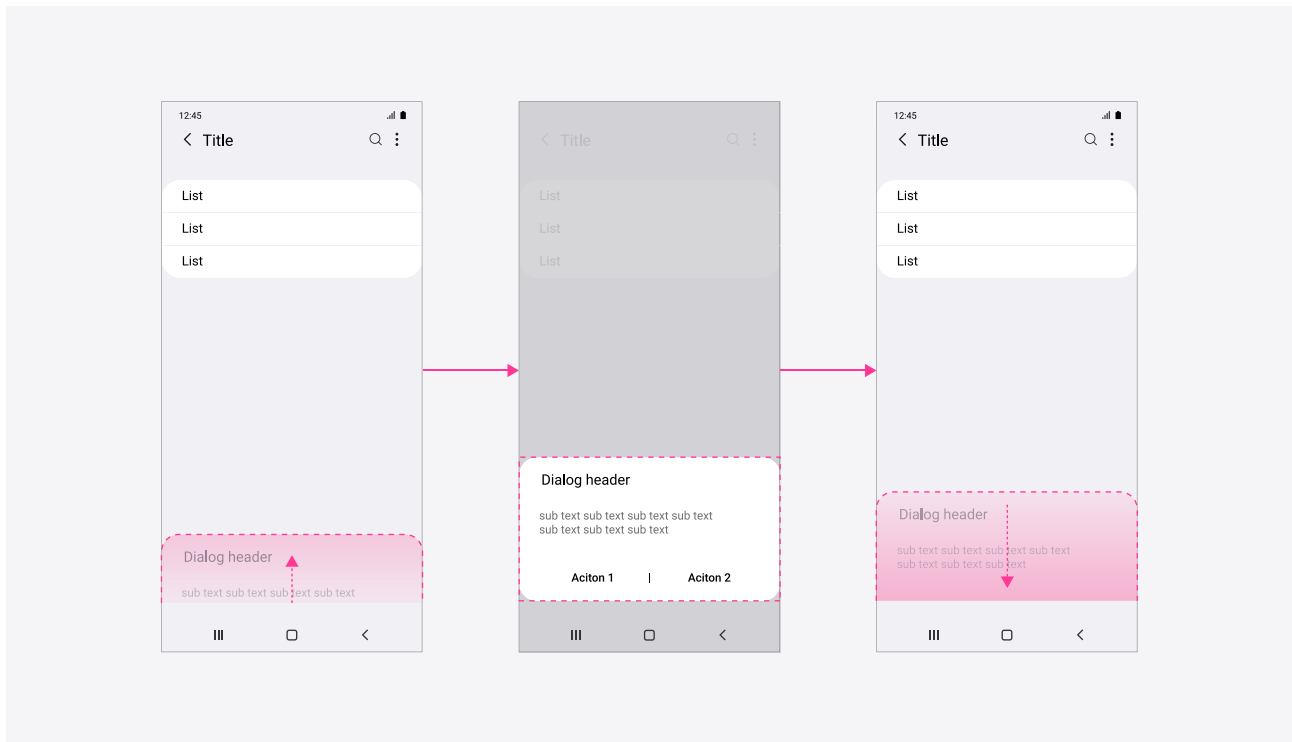 12:45
Title
List
List
List
Dialog header
sub text sub text sub text sub text
Title
List
List
List
Dialog header
sub text sub text sub text sub text
sub text sub text sub text
Aciton 1 | Aciton 2
12:45
Title
List
List
List
Dialog header
sub text sub text sub text sub text
sub text sub text sub text